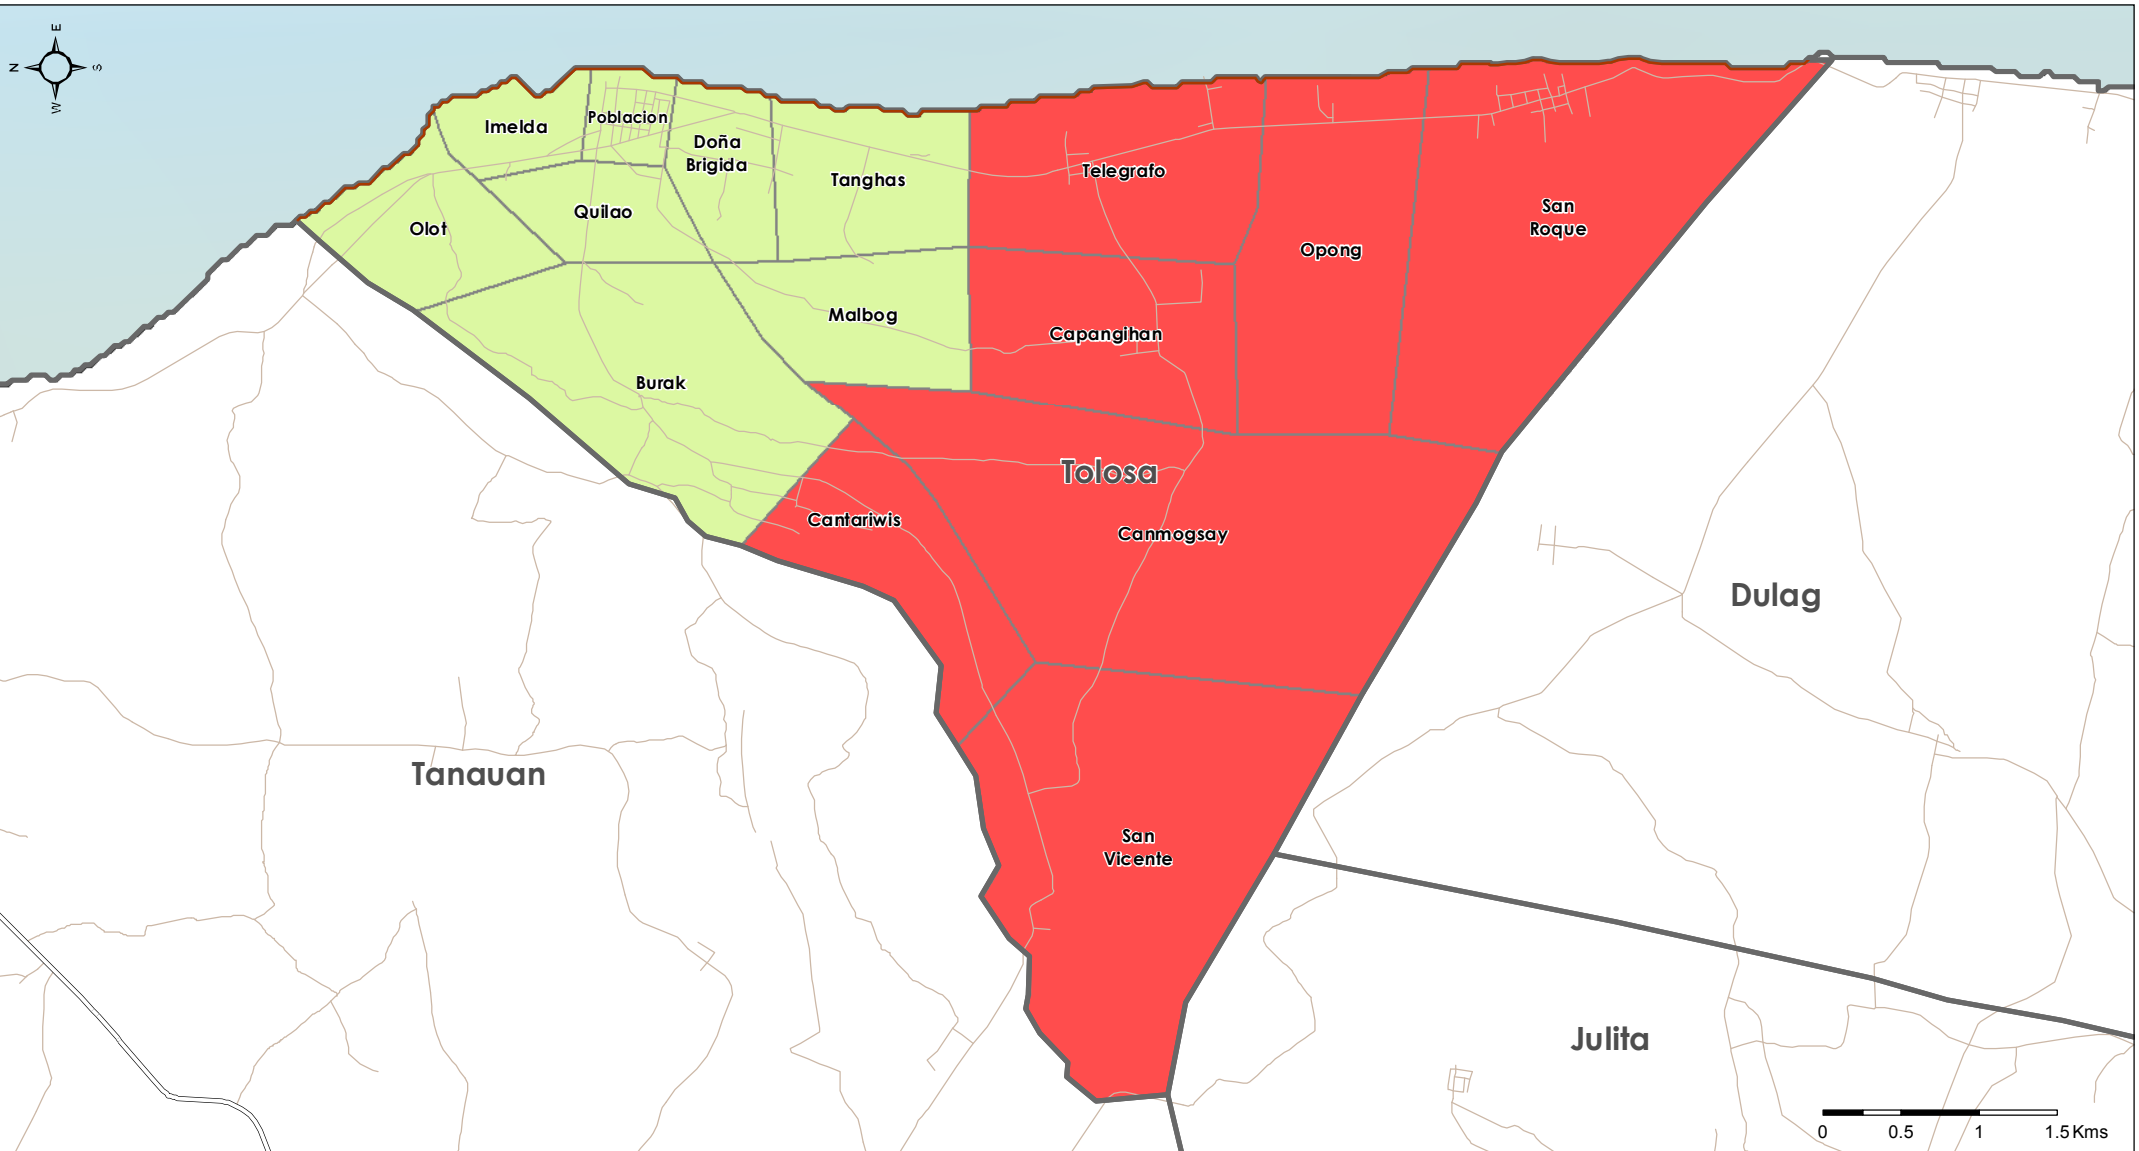 E
N
S
W
Imelda
Poblacion
Doña
Brigida
Tanghas
Telegrafo
San
Roque
Olot
Quilao
Opong
Malbog
Capangihan
Burak
Tolosa
Cantariwis
Canmogsay
Dulag
Tanauan
San
Vicente
Julita
0 0.5 1 1.5 Kms